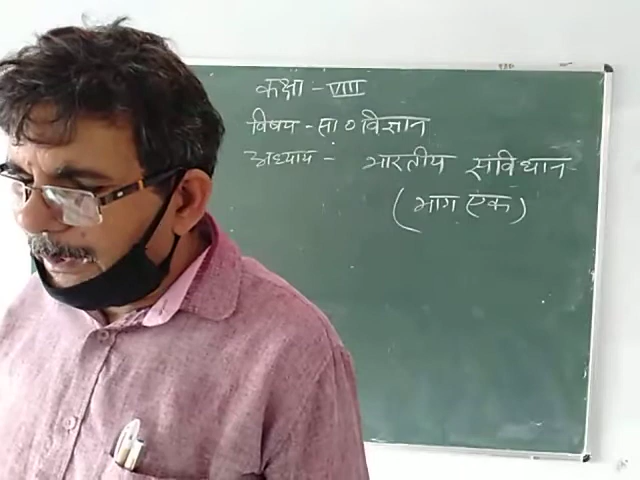 कक्षा - VIII
विषय - सा० विज्ञान
अध्याय - भारतीय संविधान -
(भाग एक)